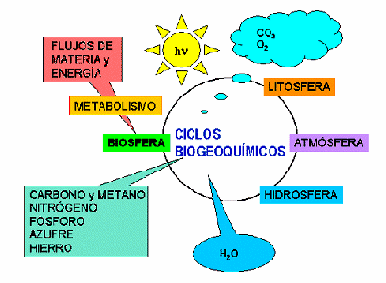 FLUJOS DE
MATERIA y
ENERGÍA
hν
CO₂
O₂
METABOLISMO
LITOSFERA
BIOSFERA
CICLOS
BIOGEOQUÍMICOS
ATMÓSFERA
CARBONO y METANO
NITRÓGENO
FOSFORO
AZUFRE
HIERRO
HIDROSFERA
H₂O